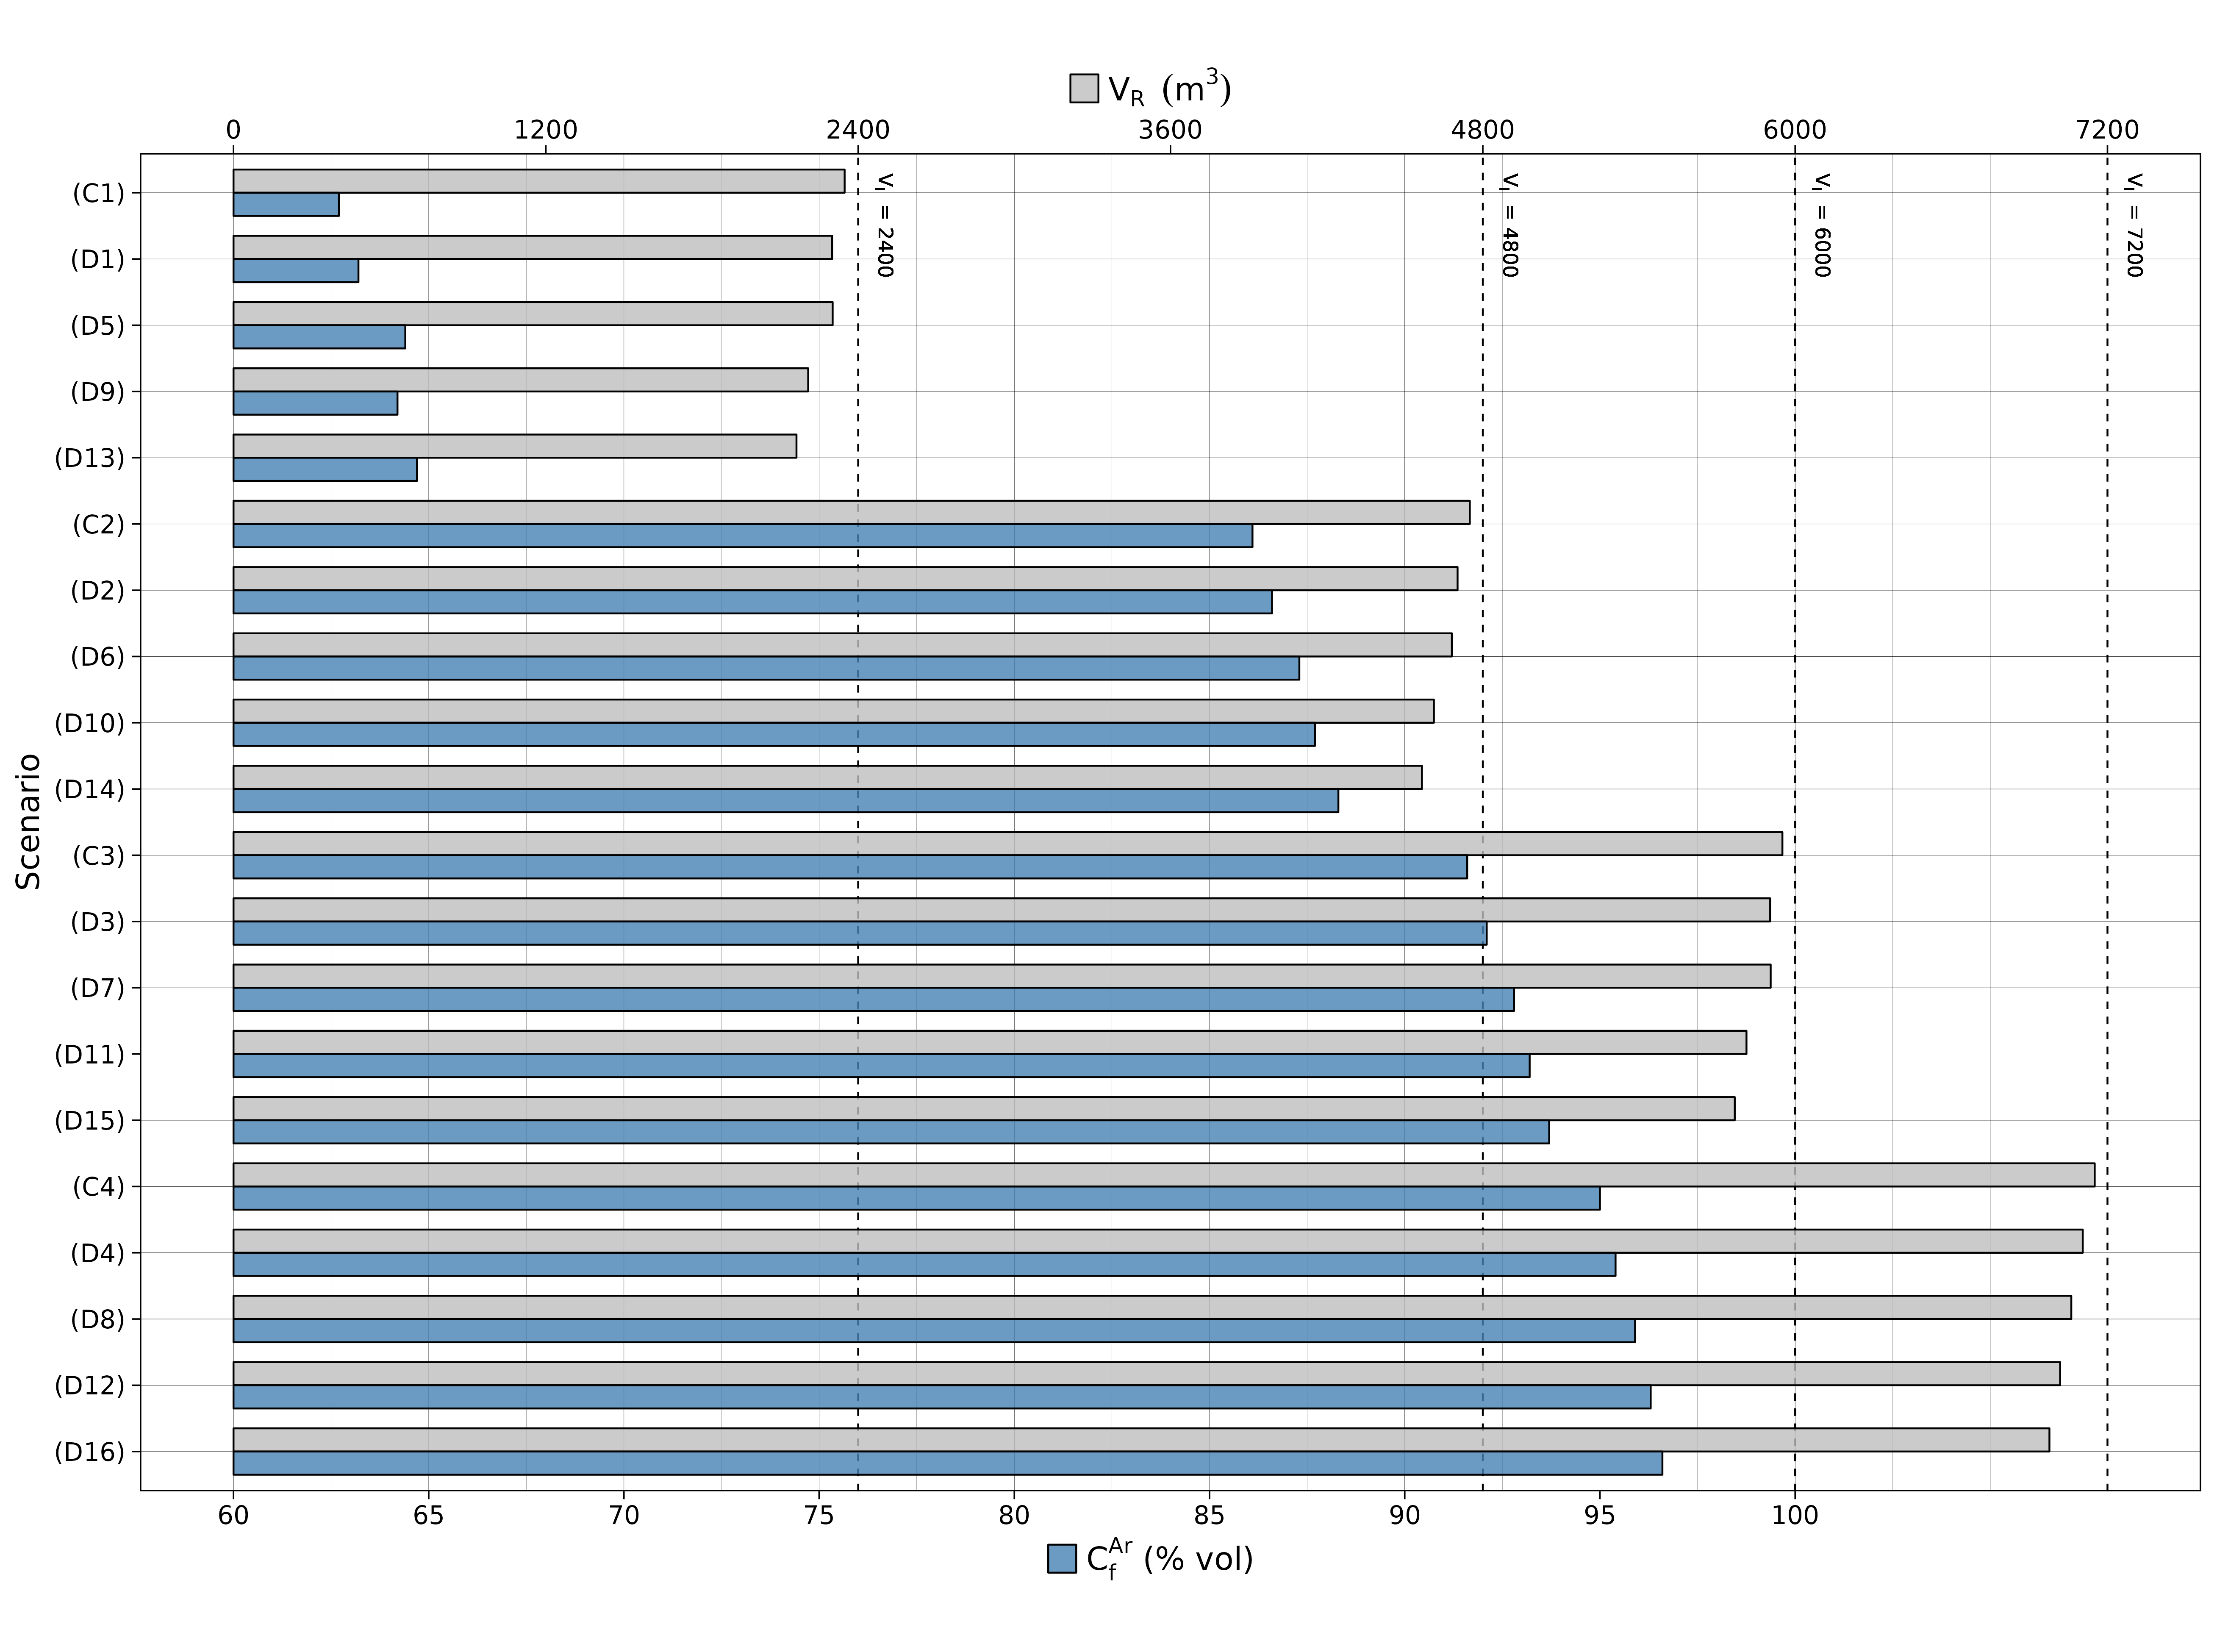 V_R (m³)
0 1200 2400 3600 4800 6000 7200
V_I = 2400
V_I = 4800
V_I = 6000
V_I = 7200
Scenario
(C1)
(D1)
(D5)
(D9)
(D13)
(C2)
(D2)
(D6)
(D10)
(D14)
(C3)
(D3)
(D7)
(D11)
(D15)
(C4)
(D4)
(D8)
(D12)
(D16)
60 65 70 75 80 85 90 95 100
C_f^Ar (% vol)